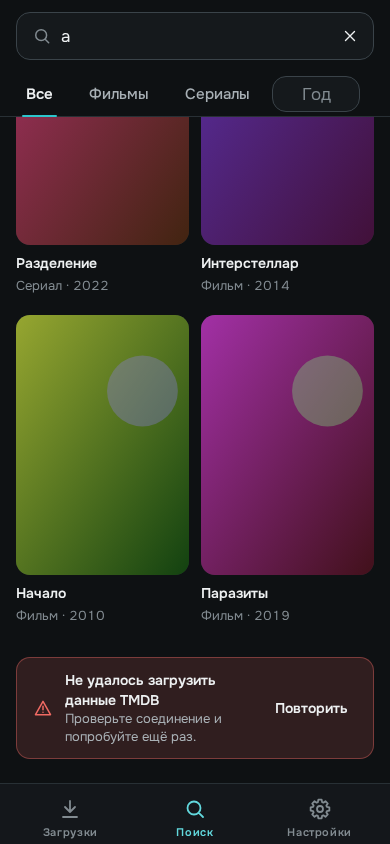 a
Все
Фильмы
Сериалы
Год
Разделение
Интерстеллар
Сериал · 2022
Фильм · 2014
Начало
Паразиты
Фильм · 2010
Фильм · 2019
Не удалось загрузить
данные TMDB
Проверьте соединение и
попробуйте ещё раз.
Повторить
Загрузки
Поиск
Настройки